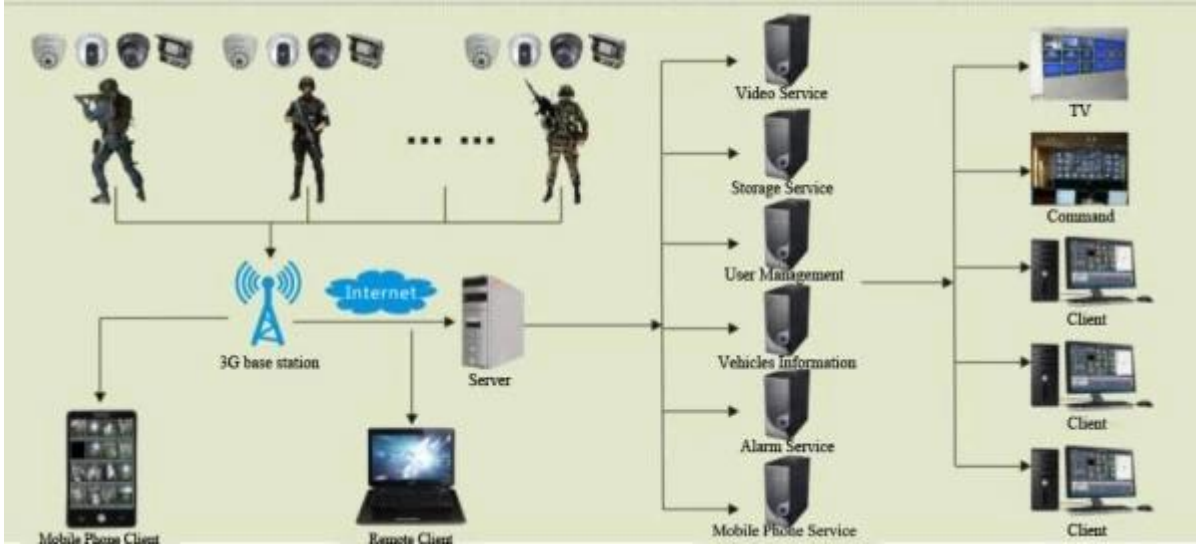 Video Service
TV
Storage Service
Command
User Management
Internet
Client
3G base station
Server
Vehicles Information
Client
Alarm Service
Client
Mobile Phone Client
Remote Client
Mobile Phone Service